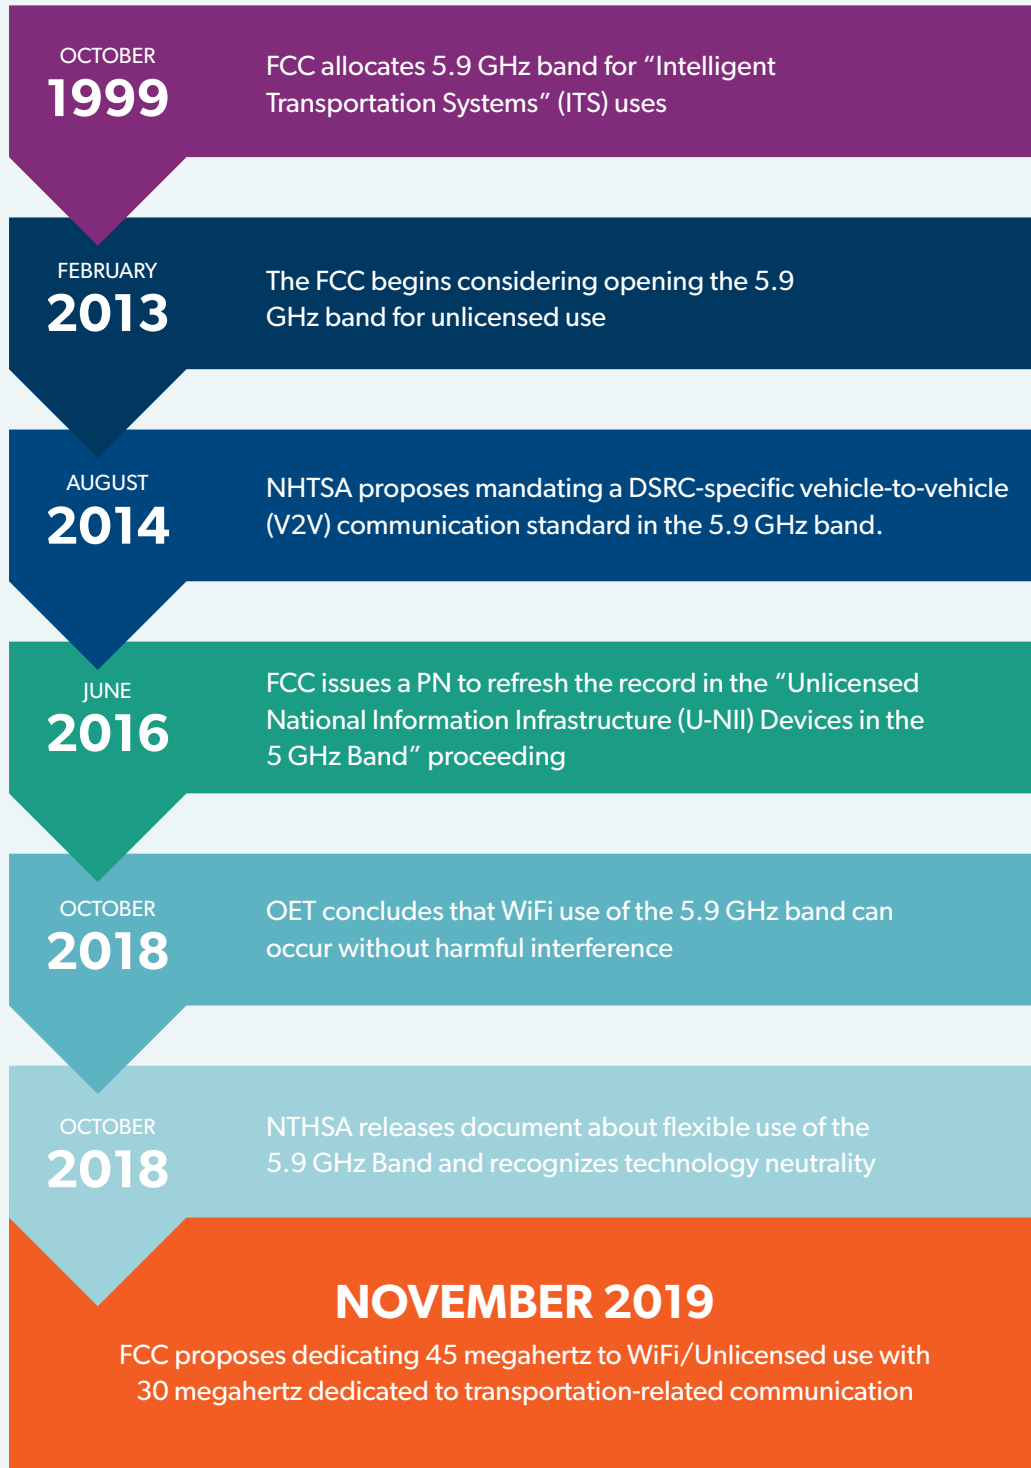 OCTOBER
1999
FCC allocates 5.9 GHz band for “Intelligent
Transportation Systems” (ITS) uses
FEBRUARY
2013
The FCC begins considering opening the 5.9
GHz band for unlicensed use
AUGUST
2014
NHTSA proposes mandating a DSRC-specific vehicle-to-vehicle
(V2V) communication standard in the 5.9 GHz band.
JUNE
2016
FCC issues a PN to refresh the record in the “Unlicensed
National Information Infrastructure (U-NII) Devices in the
5 GHz Band” proceeding
OCTOBER
2018
OET concludes that WiFi use of the 5.9 GHz band can
occur without harmful interference
OCTOBER
2018
NTHSA releases document about flexible use of the
5.9 GHz Band and recognizes technology neutrality
NOVEMBER 2019
FCC proposes dedicating 45 megahertz to WiFi/Unlicensed use with
30 megahertz dedicated to transportation-related communication